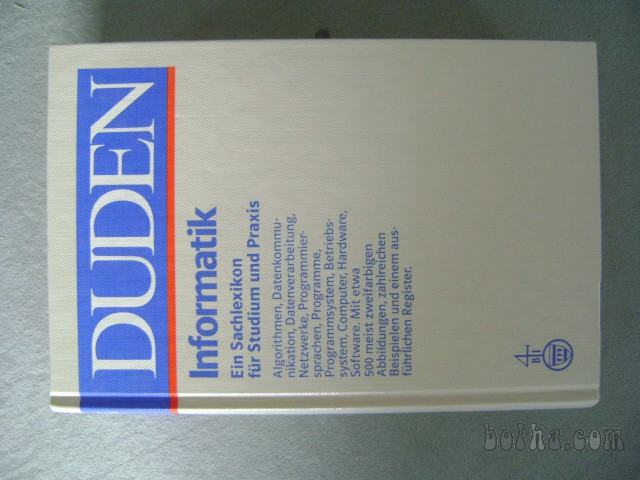 DUDEN
Informatik
Ein Sachlexikon
für Studium und Praxis
Algorithmen, Datenkommu-
nikation, Datenverarbeitung,
Netzwerke, Programmier-
sprachen, Programme,
Programmsystem, Betriebs-
system, Computer, Hardware,
Software. Mit etwa
500 meist zweifarbigen
Abbildungen, zahlreichen
Beispielen und einem aus-
führlichen Register.
BI
bolha.com